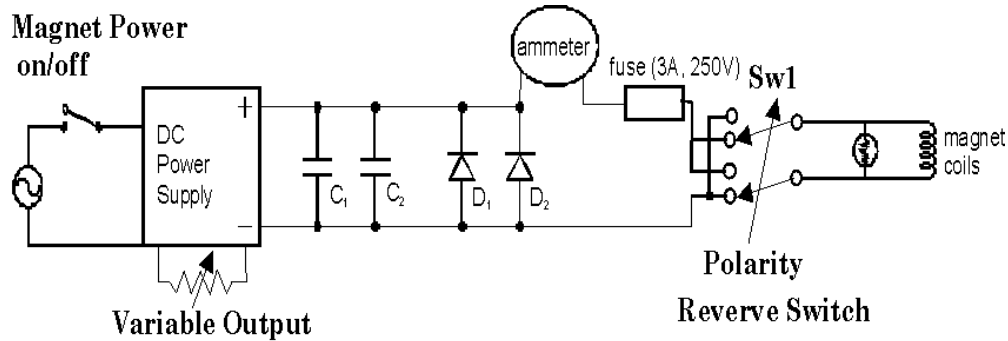 Magnet Power
on/off
ammeter
fuse (3A, 250V)
Sw1
+
DC
Power
Supply
C1
C2
D1
D2
magnet
coils
−
Polarity
Reverve Switch
Variable Output